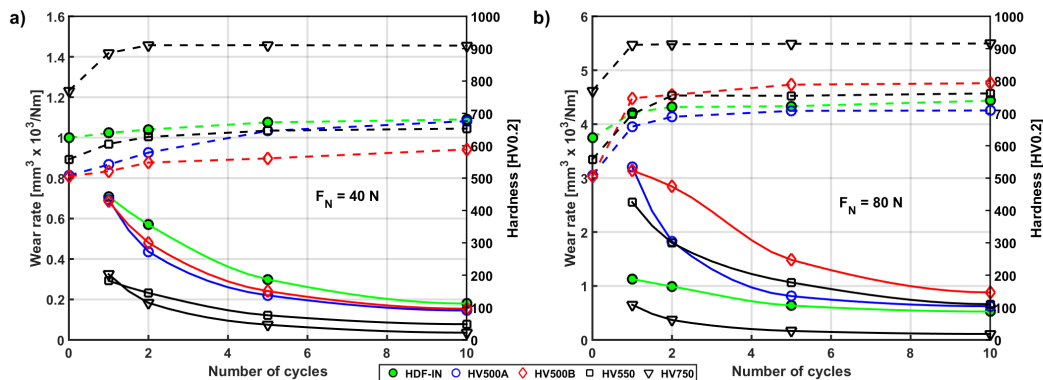 a)
1.6
1.4
1.2
1.0
0.8
0.6
0.4
0.2
0
Wear rate [mm³ x 10³/Nm]
1000
900
800
700
600
500
400
300
200
100
0
Hardness [HV0.2]
F_N = 40 N
0 2 4 6 8 10
Number of cycles
b)
6
5
4
3
2
1
0
Wear rate [mm³ x 10³/Nm]
1000
900
800
700
600
500
400
300
200
100
0
Hardness [HV0.2]
F_N = 80 N
0 2 4 6 8 10
Number of cycles
HDF-IN HV500A HV500B HV550 HV750